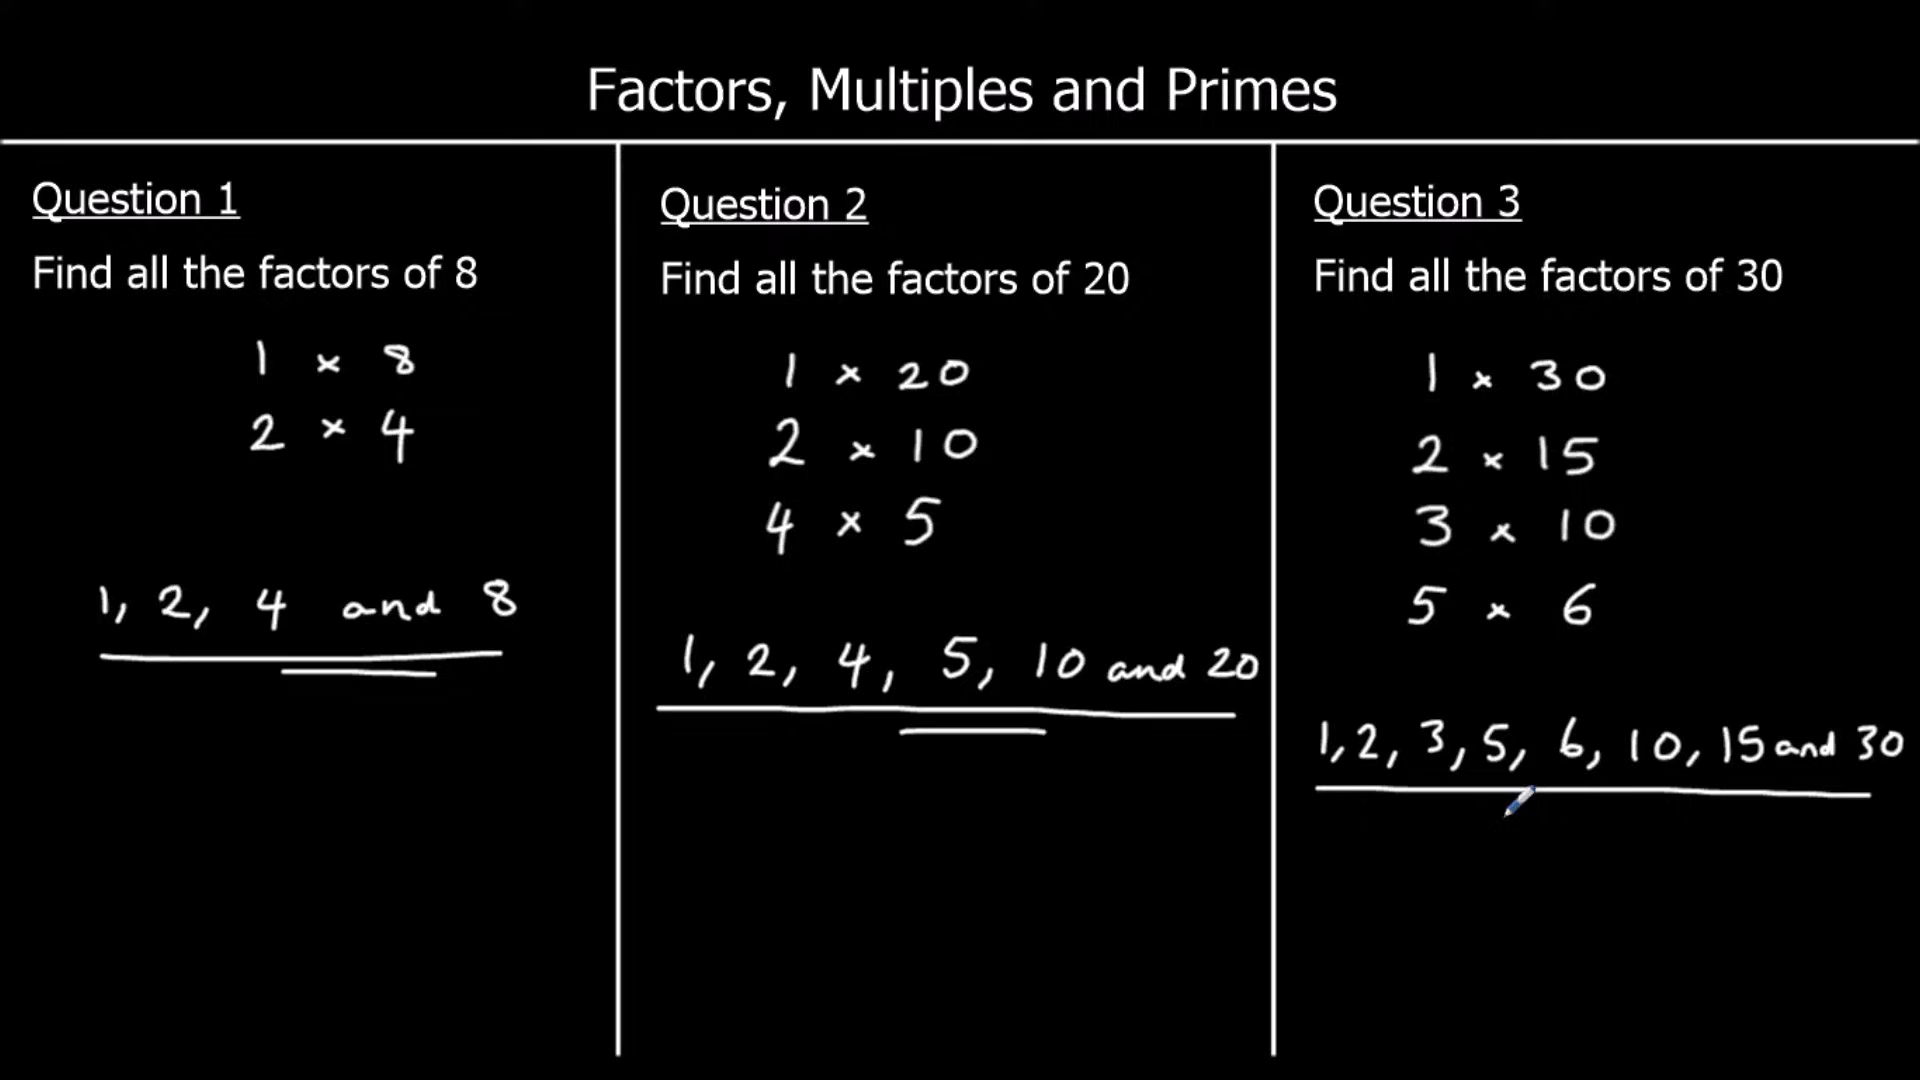 Factors, Multiples and Primes
Question 1
Find all the factors of 8
1 × 8
2 × 4
1, 2, 4 and 8
Question 2
Find all the factors of 20
1 × 20
2 × 10
4 × 5
1, 2, 4, 5, 10 and 20
Question 3
Find all the factors of 30
1 × 30
2 × 15
3 × 10
5 × 6
1, 2, 3, 5, 6, 10, 15 and 30